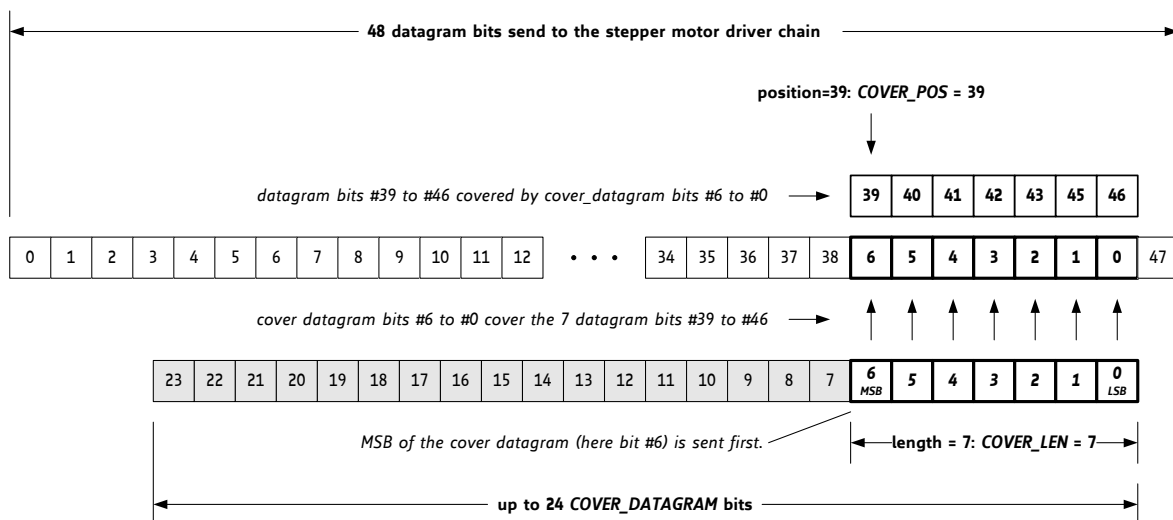 48 datagram bits send to the stepper motor driver chain
position=39: COVER_POS = 39
datagram bits #39 to #46 covered by cover_datagram bits #6 to #0
39 40 41 42 43 45 46
0 1 2 3 4 5 6 7 8 9 10 11 12 • • • 34 35 36 37 38 6 5 4 3 2 1 0 47
cover datagram bits #6 to #0 cover the 7 datagram bits #39 to #46
23 22 21 20 19 18 17 16 15 14 13 12 11 10 9 8 7 6 5 4 3 2 1 0
MSB LSB
MSB of the cover datagram (here bit #6) is sent first.
length = 7: COVER_LEN = 7
up to 24 COVER_DATAGRAM bits